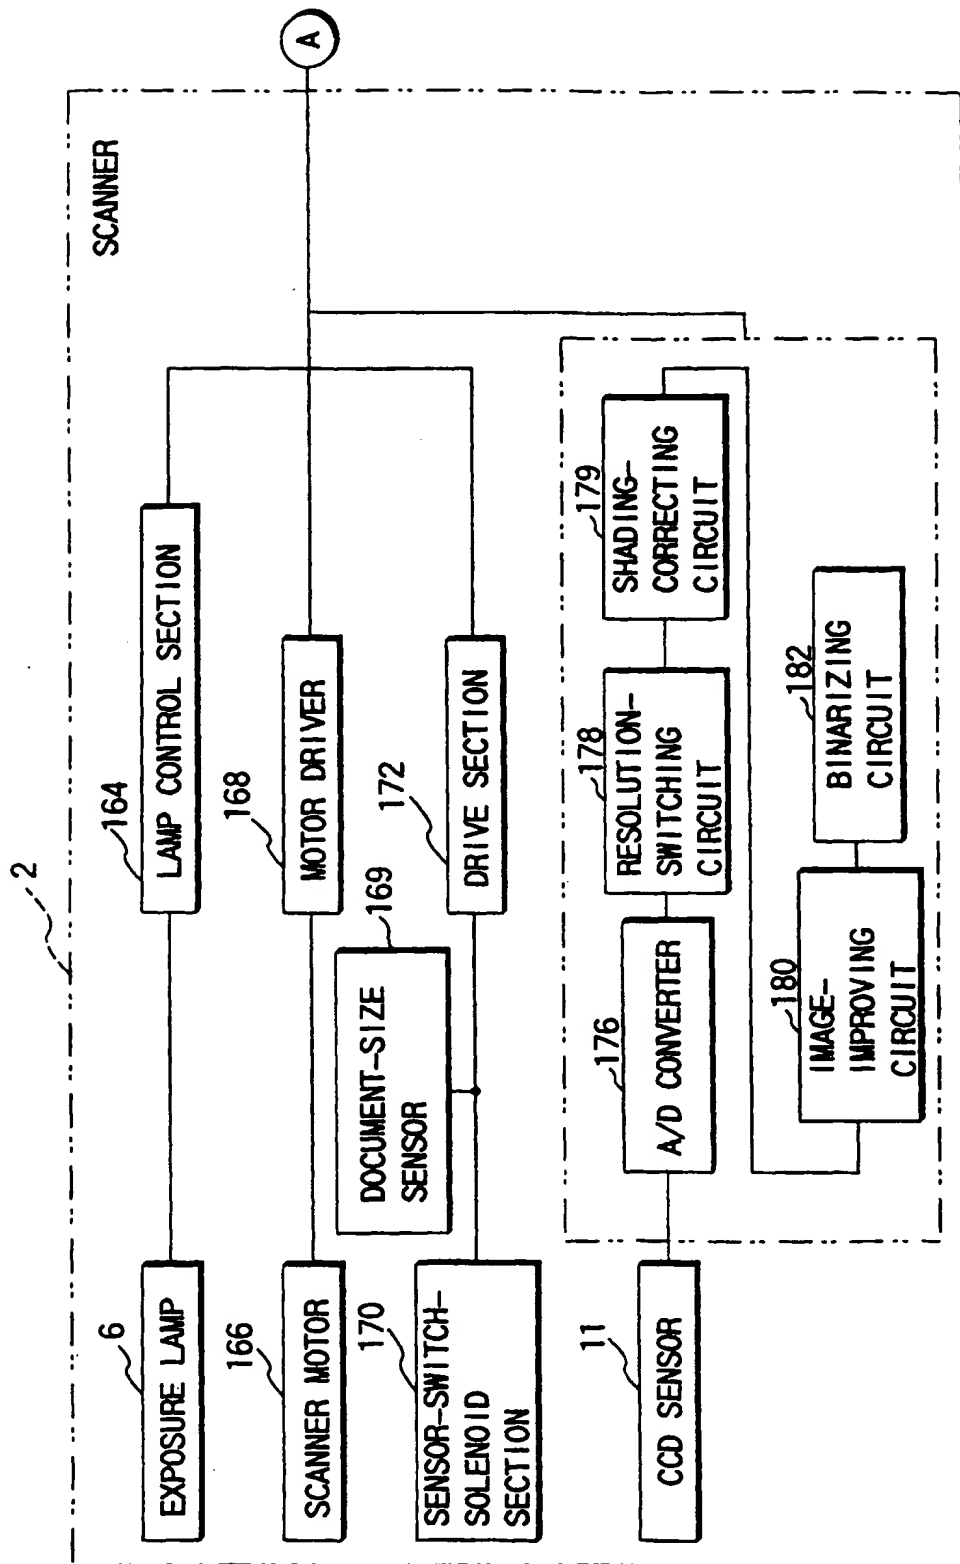 2
SCANNER
A
6
EXPOSURE LAMP
164
LAMP CONTROL SECTION
166
SCANNER MOTOR
168
MOTOR DRIVER
169
DOCUMENT-SIZE
SENSOR
170
SENSOR-SWITCH-
SOLENOID
SECTION
172
DRIVE SECTION
11
CCD SENSOR
176
A/D CONVERTER
178
RESOLUTION-
SWITCHING
CIRCUIT
179
SHADING-
CORRECTING
CIRCUIT
180
IMAGE-
IMPROVING
CIRCUIT
182
BINARIZING
CIRCUIT